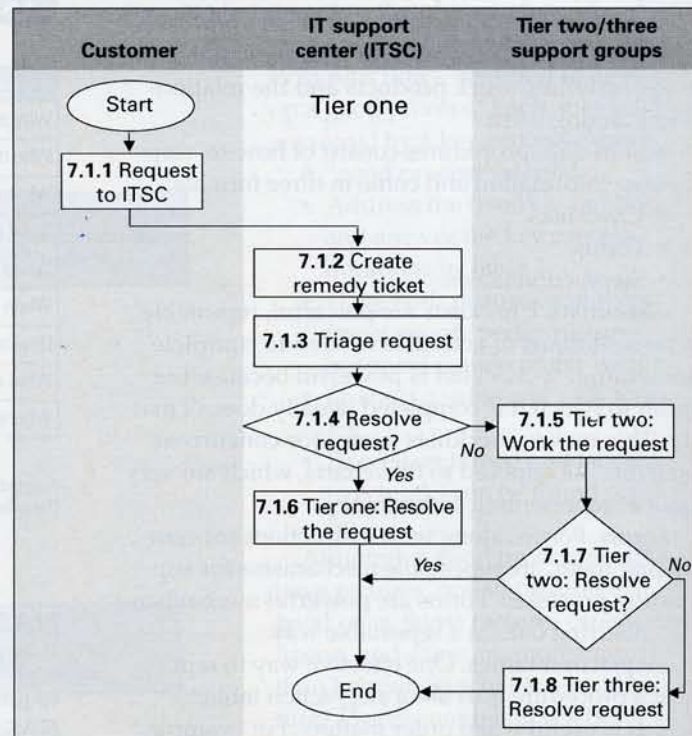 Customer
IT support
center (ITSC)
Tier two/three
support groups
Start
Tier one
7.1.1 Request
to ITSC
7.1.2 Create
remedy ticket
7.1.3 Triage request
7.1.4 Resolve
request?
No
7.1.5 Tier two:
Work the request
Yes
7.1.6 Tier one: Resolve
the request
7.1.7 Tier
two: Resolve
request?
No
Yes
End
7.1.8 Tier three:
Resolve request